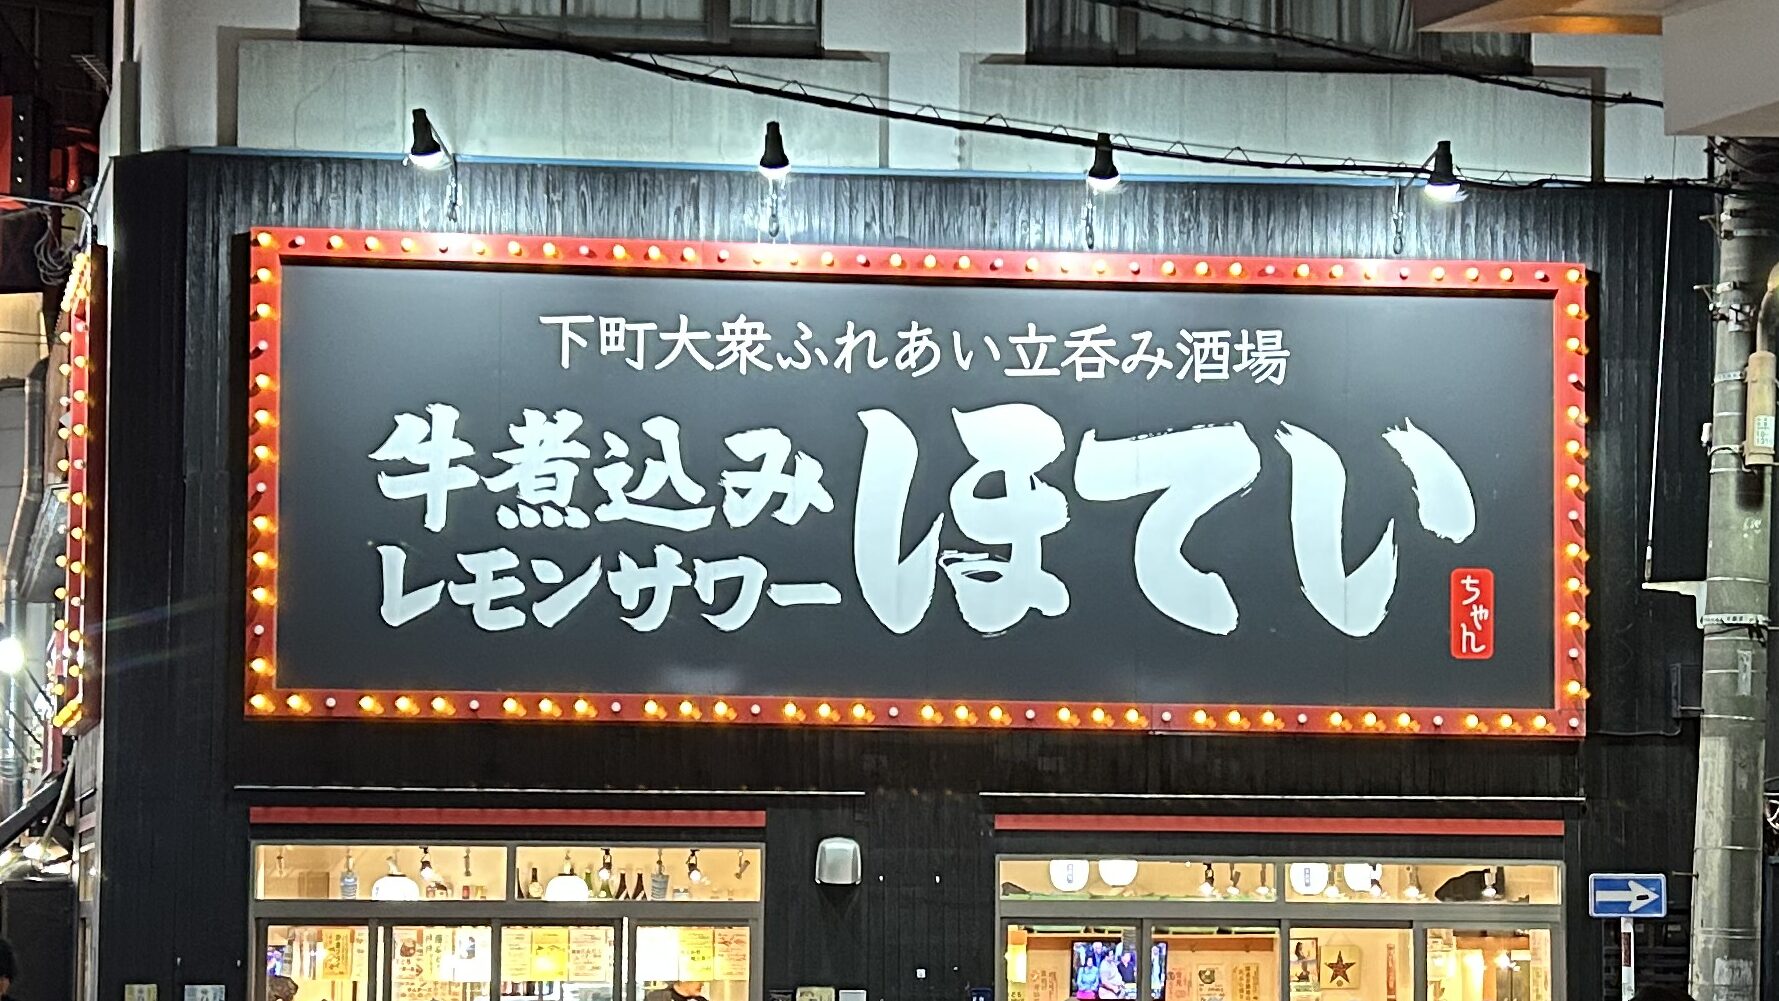 下町大衆ふれあい立呑み酒場
牛煮込み
レモンサワー
ほてい
ちゃん